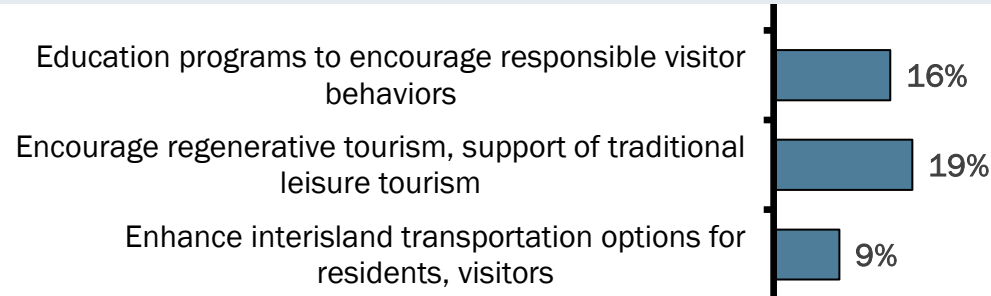 Education programs to encourage responsible visitor
behaviors
16%
Encourage regenerative tourism, support of traditional
leisure tourism
19%
Enhance interisland transportation options for
residents, visitors
9%